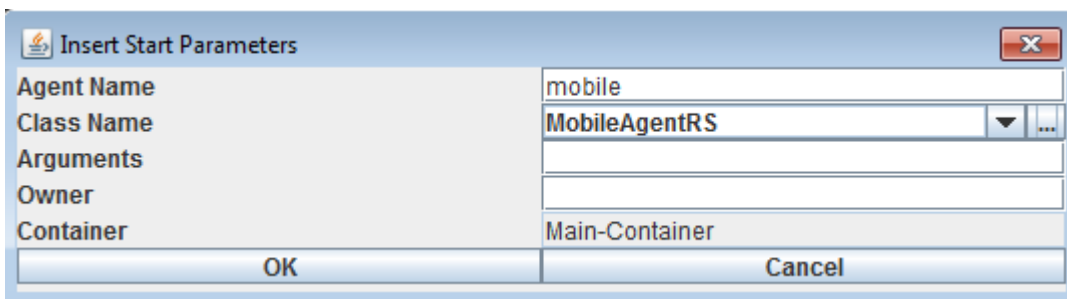 Insert Start Parameters
Agent Name mobile
Class Name MobileAgentRS ...
Arguments
Owner
Container Main-Container
OK Cancel